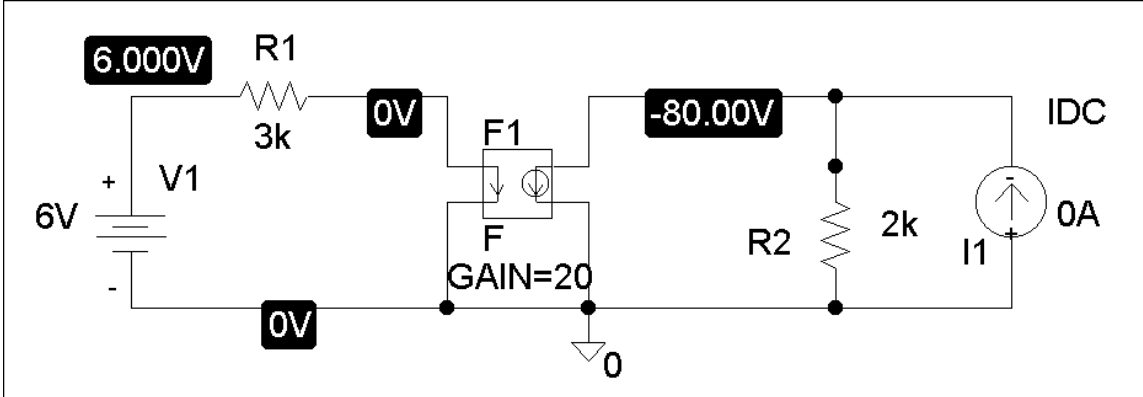 6.000V
R1
3k
0V
F1
F
GAIN=20
-80.00V
IDC
+
V1
6V
-
R2
2k
-
+
0A
I1
0V
0